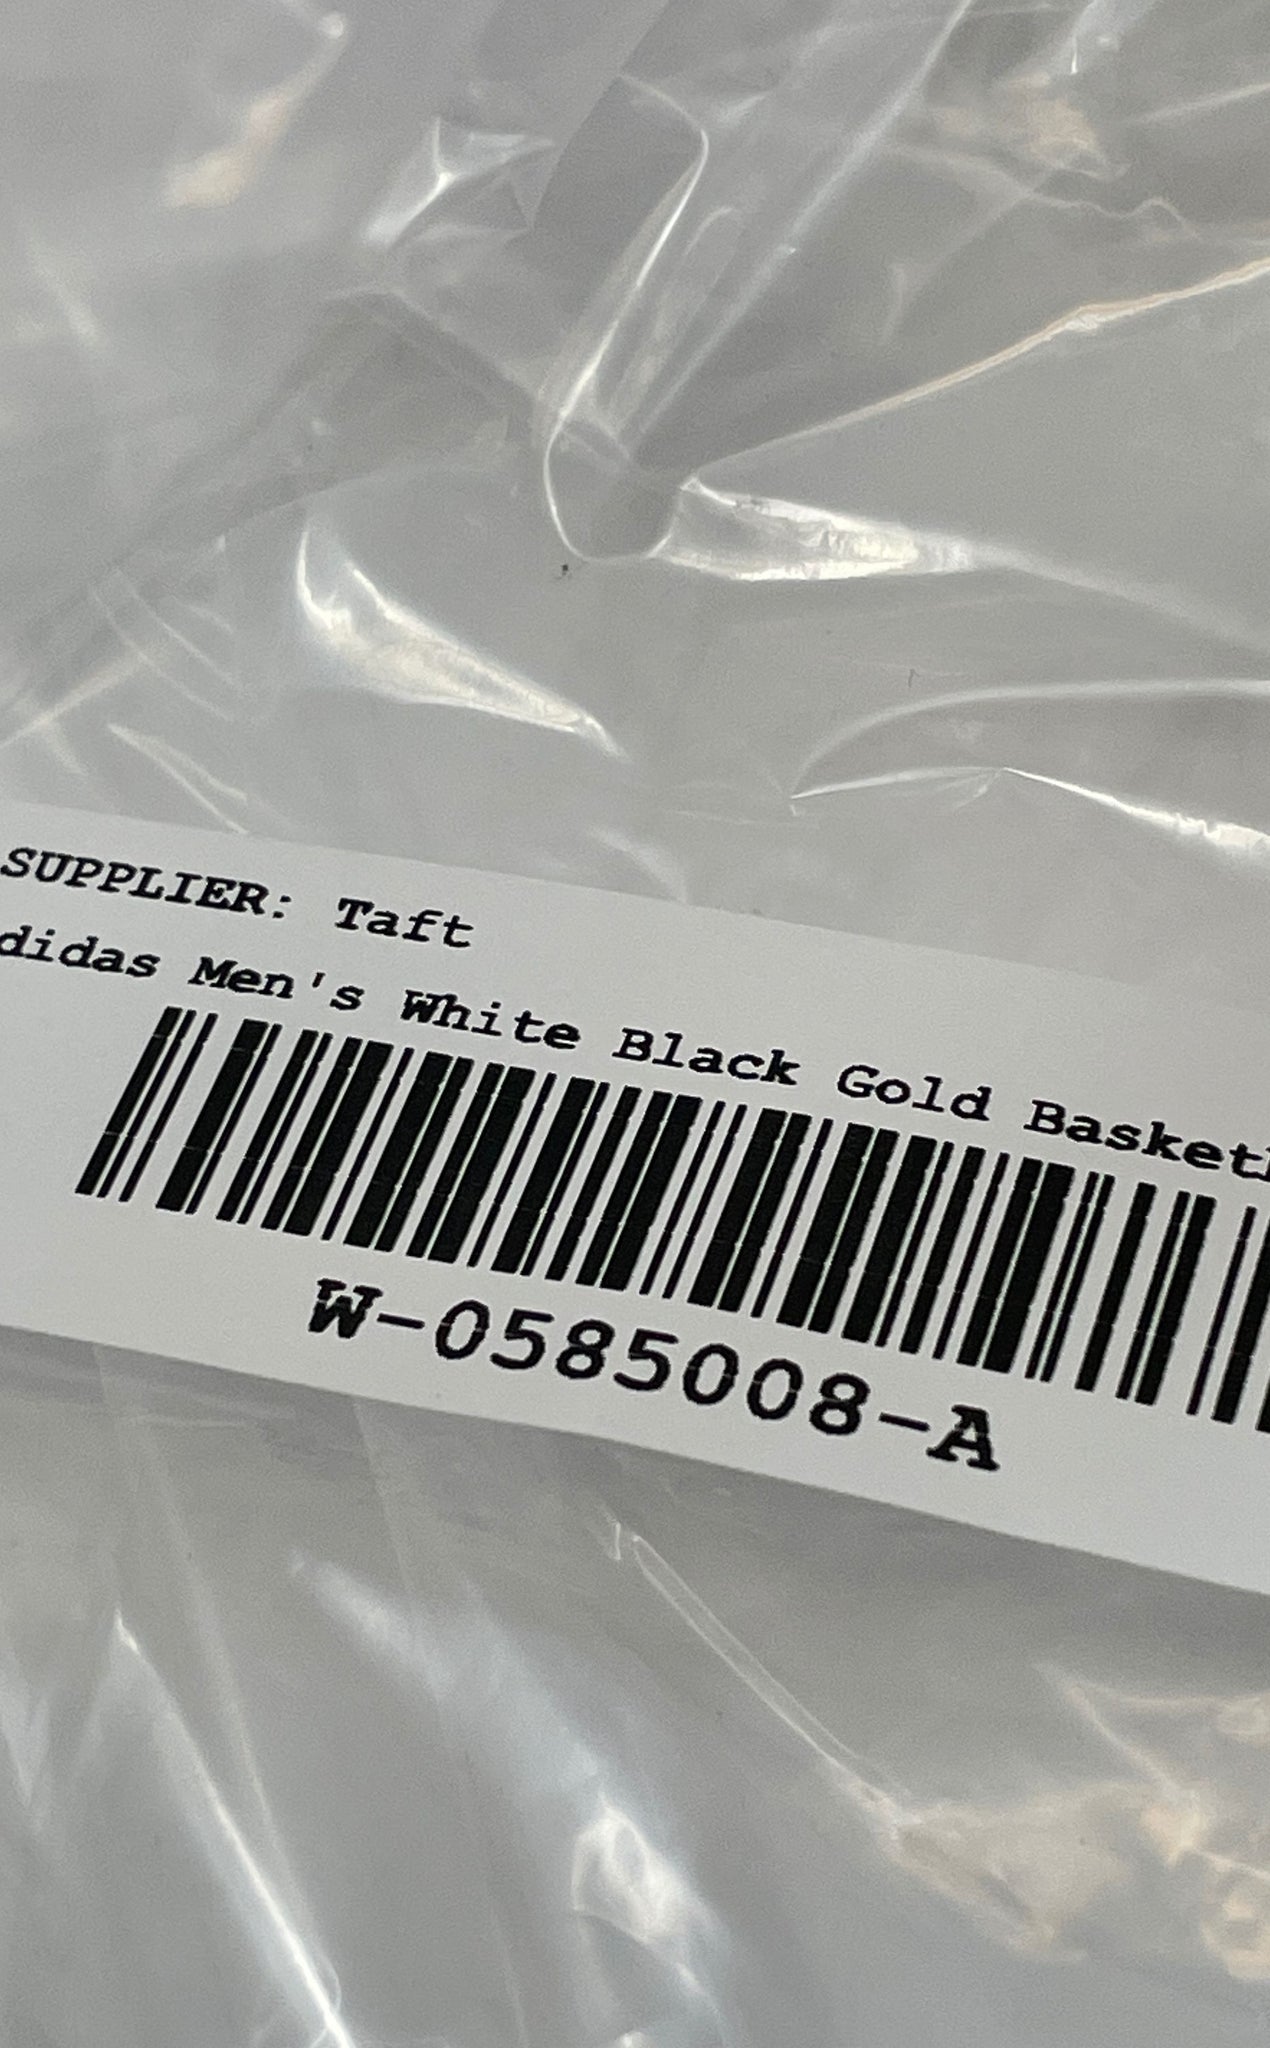 SUPPLIER: Taft
didas Men's White Black Gold Basket
W-0585008-A